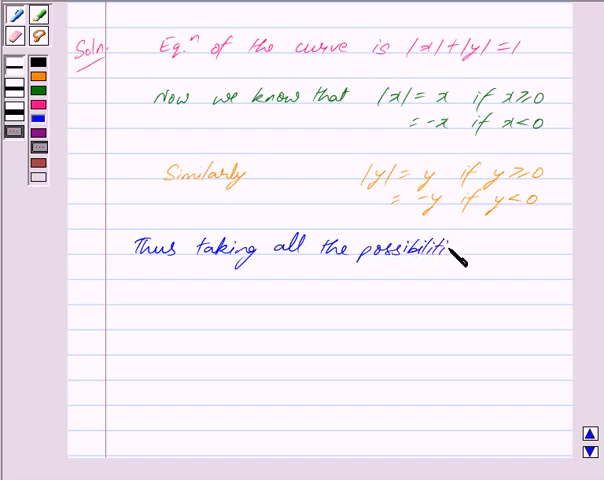 Soln. Eq.ⁿ of the curve is |x|+|y|=1
Now we know that |x| = x if x≥0
= -x if x<0
Similarly |y| = y if y≥0
= -y if y<0
Thus taking all the possibiliti